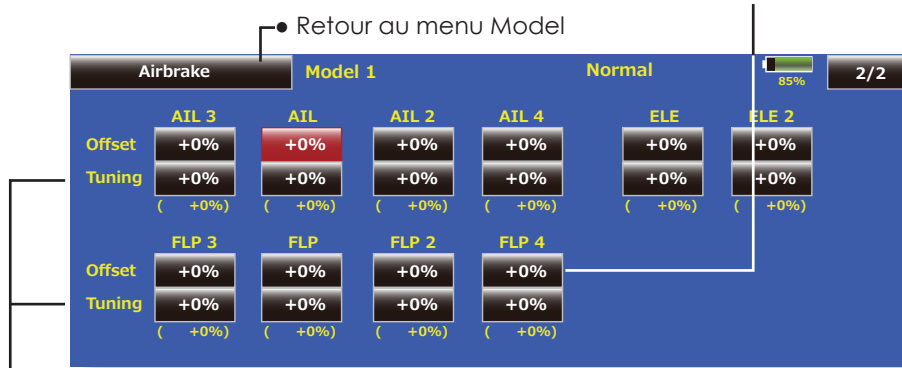 Retour au menu Model
Airbrake Model 1 Normal 85% 2/2
AIL 3 AIL AIL 2 AIL 4 ELE ELE 2
Offset +0% +0% +0% +0% +0% +0%
Tuning +0% +0% +0% +0% +0% +0%
( +0%) ( +0%) ( +0%) ( +0%) ( +0%) ( +0%)
FLP 3 FLP FLP 2 FLP 4
Offset +0% +0% +0% +0%
Tuning +0% +0% +0% +0%
( +0%) ( +0%) ( +0%) ( +0%)